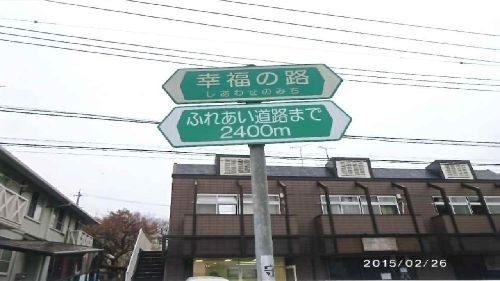 幸福の路
しあわせのみち
ふれあい道路まで
2400m
2015/02/26